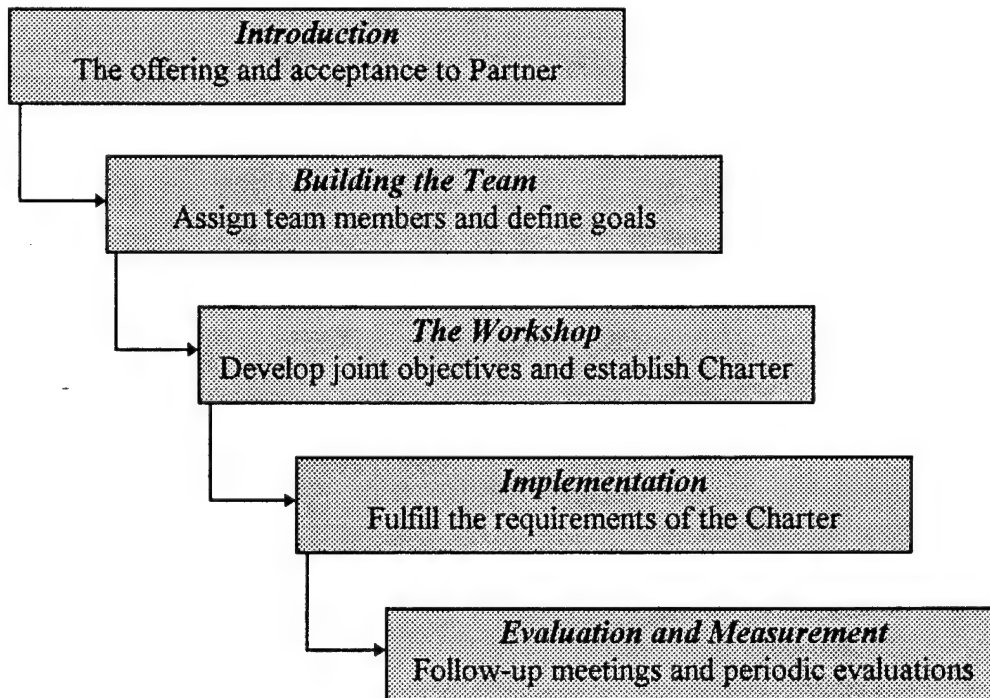 Introduction
The offering and acceptance to Partner
Building the Team
Assign team members and define goals
The Workshop
Develop joint objectives and establish Charter
Implementation
Fulfill the requirements of the Charter
Evaluation and Measurement
Follow-up meetings and periodic evaluations